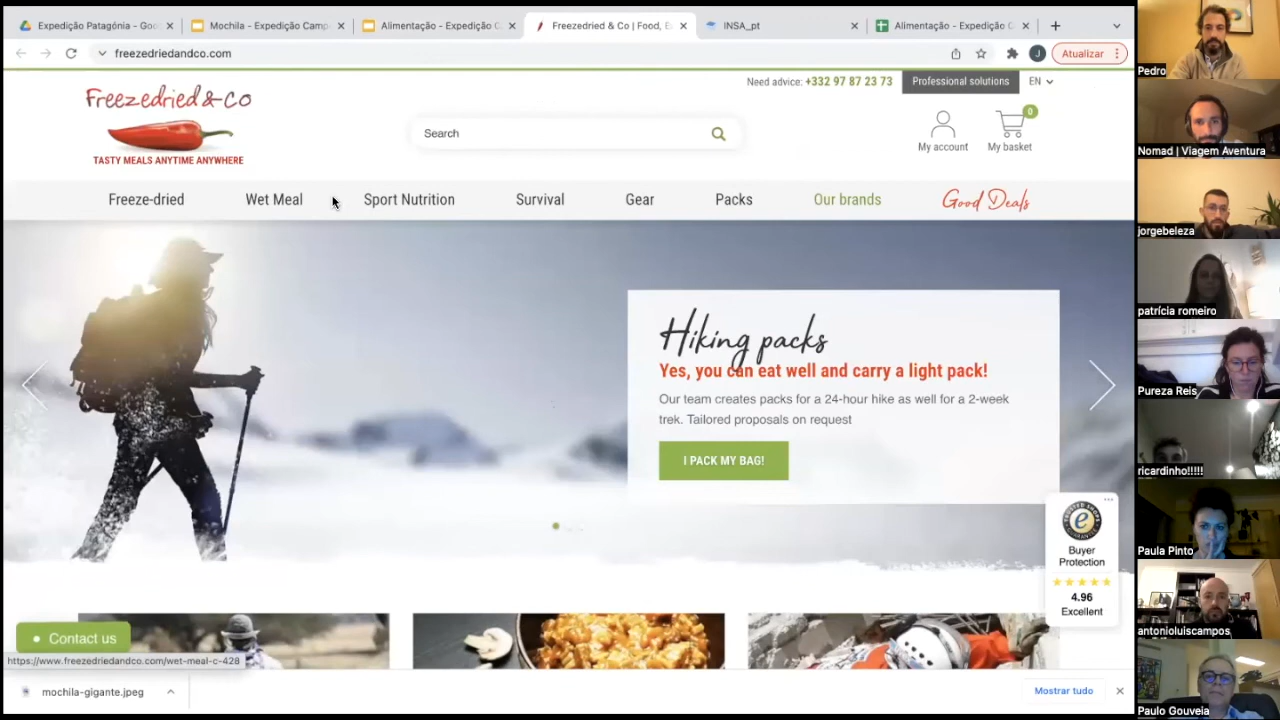 Expedição Patagónia - Goo
Mochila - Expedição Camp
Alimentação - Expedição C
Freezedried & Co | Food, E
INSA_pt
Alimentação - Expedição C
freezedriedandco.com
J
Atualizar
Need advice: +332 97 87 23 73
Professional solutions
EN
Freezedried & Co
TASTY MEALS ANYTIME ANYWHERE
Search
My account
0
My basket
Freeze-dried
Wet Meal
Sport Nutrition
Survival
Gear
Packs
Our brands
Good Deals
Hiking packs
Yes, you can eat well and carry a light pack!
Our team creates packs for a 24-hour hike as well for a 2-week
trek. Tailored proposals on request
I PACK MY BAG!
Buyer
Protection
4.96
Excellent
Contact us
https://www.freezedriedandco.com/wet-meal-c-428
mochila-gigante.jpeg
Mostrar tudo
Pedro
Nomad | Viagem Aventura
jorgebeleza
patrícia romeiro
Pureza Reis
ricardinho!!!!!
Paula Pinto
antonioluiscampos
Paulo Gouveia